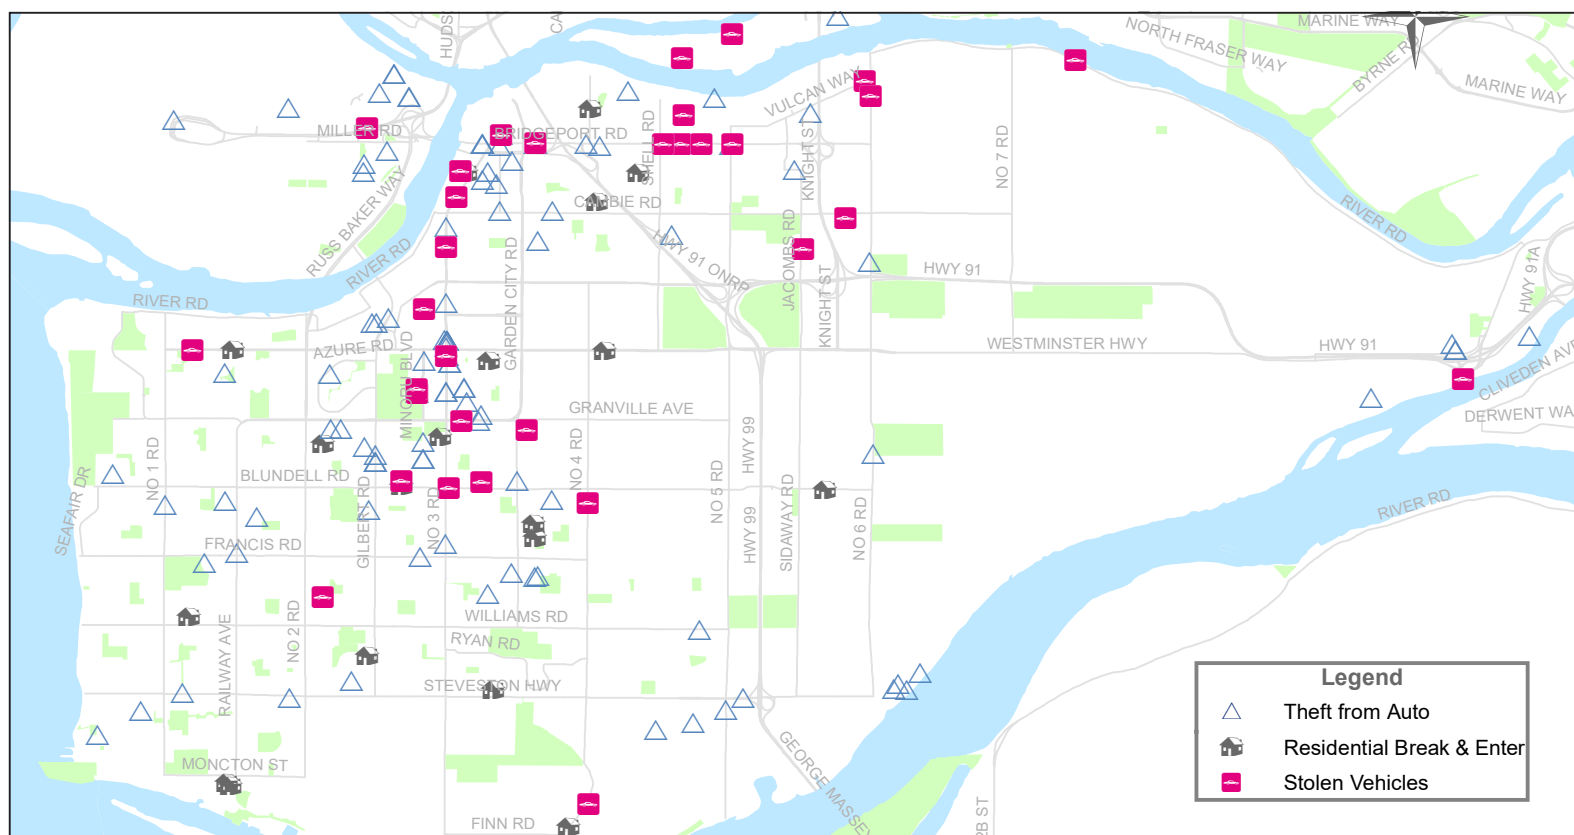 HUDS
CA
MARINE WAY
NORTH FRASER WAY
BYRNE RD
MARINE WAY
VULCAN WAY
MILLER RD
BRIDGEPORT RD
SHELL RD
KNIGHT ST
NO 7 RD
RUSS BAKER WAY
CAMBIE RD
RIVER RD
RIVER RD
HWY 91 ONRP
JACOMBS RD
GARDEN CITY RD
HWY 91
HWY 91A
RIVER RD
KNIGHT ST
AZURE RD
MINORU BLVD
WESTMINSTER HWY
HWY 91
CLIVEDEN AVE
GRANVILLE AVE
DERWENT WA
NO 1 RD
BLUNDELL RD
NO 4 RD
HWY 99
SEAFAIR DR
GILBERT RD
NO 3 RD
NO 5 RD
SIDAWAY RD
NO 6 RD
RIVER RD
FRANCIS RD
HWY 99
NO 2 RD
WILLIAMS RD
RYAN RD
RAILWAY AVE
STEVESTON HWY
MONCTON ST
GEORGE MASSEY
FINN RD
RB ST
Legend
Theft from Auto
Residential Break & Enter
Stolen Vehicles